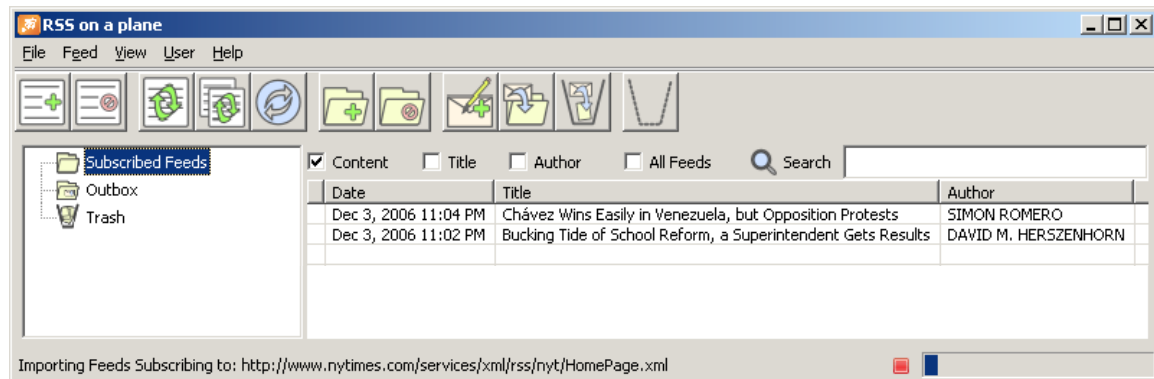 RSS on a plane
File Feed View User Help
Subscribed Feeds
Outbox
Trash
Content Title Author All Feeds Search
Date Title Author
Dec 3, 2006 11:04 PM Chávez Wins Easily in Venezuela, but Opposition Protests SIMON ROMERO
Dec 3, 2006 11:02 PM Bucking Tide of School Reform, a Superintendent Gets Results DAVID M. HERSZENHORN
Importing Feeds Subscribing to: http://www.nytimes.com/services/xml/rss/nyt/HomePage.xml